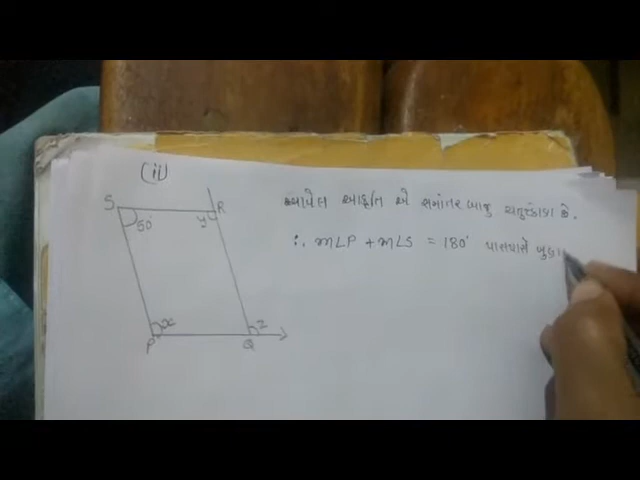 (ii)
આપેલ આકૃતિ એ સમાંતરબાજુ ચતુષ્કોણ છે.
∴ m∠P + m∠S = 180° પાસપાસે
S
R
50°
y
x
z
P
Q